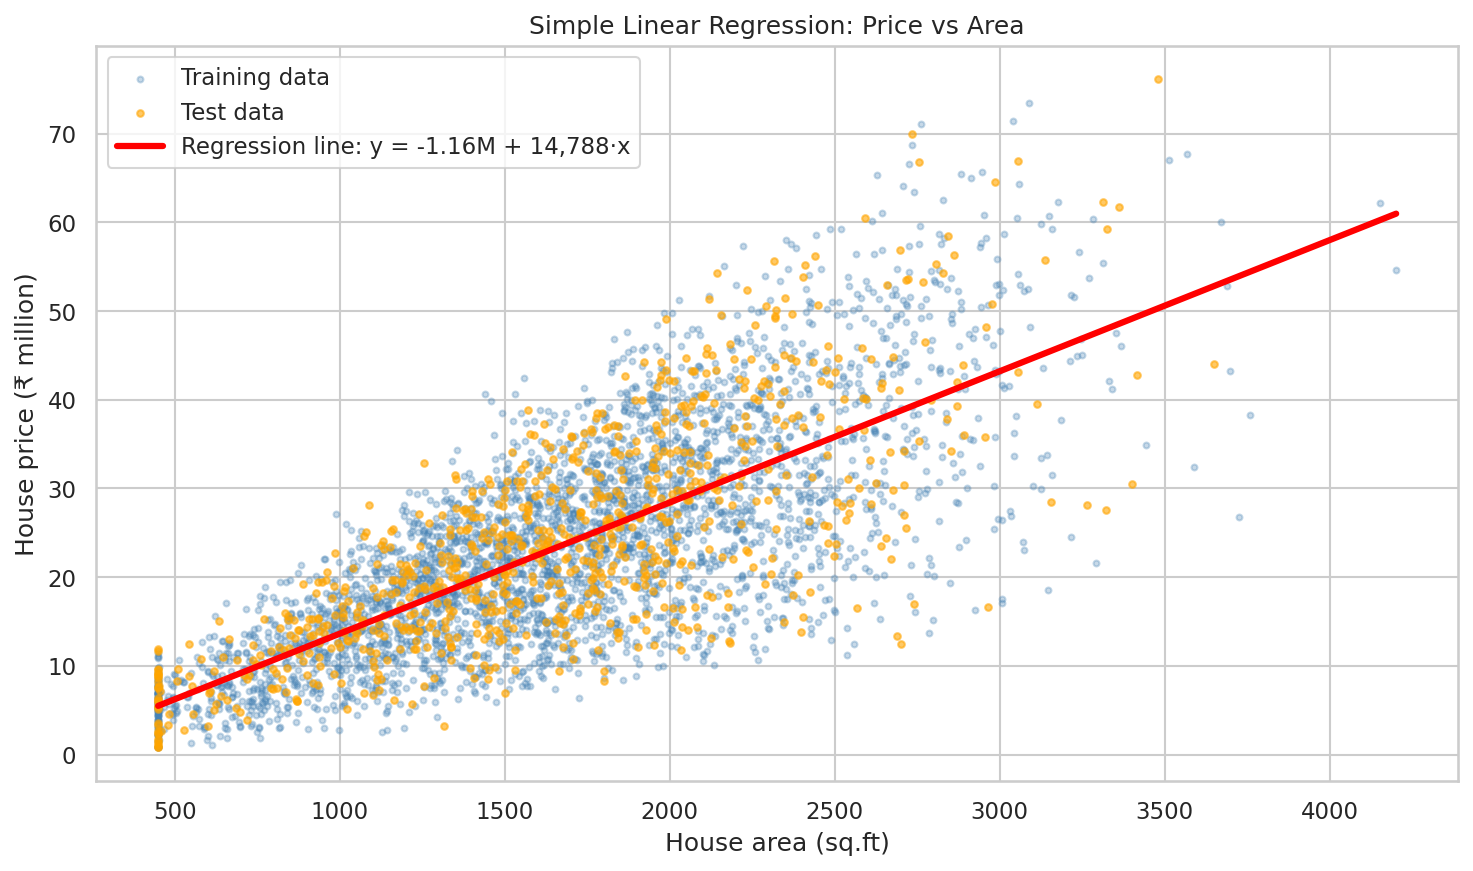 Simple Linear Regression: Price vs Area
Training data
Test data
Regression line: y = -1.16M + 14,788·x
House price (₹ million)
70
60
50
40
30
20
10
0
500 1000 1500 2000 2500 3000 3500 4000
House area (sq.ft)